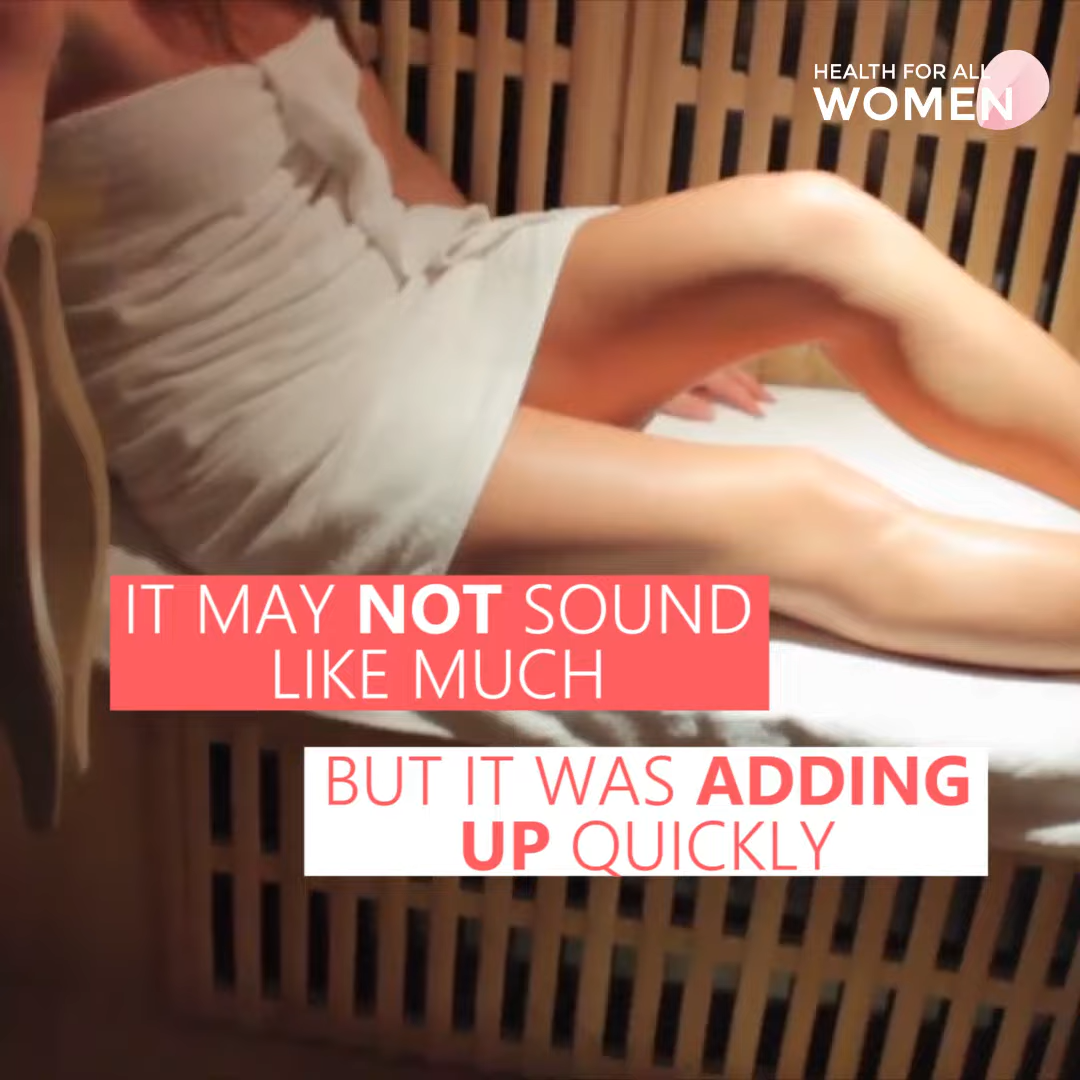 HEALTH FOR ALL
WOMEN
IT MAY NOT SOUND
LIKE MUCH
BUT IT WAS ADDING
UP QUICKLY